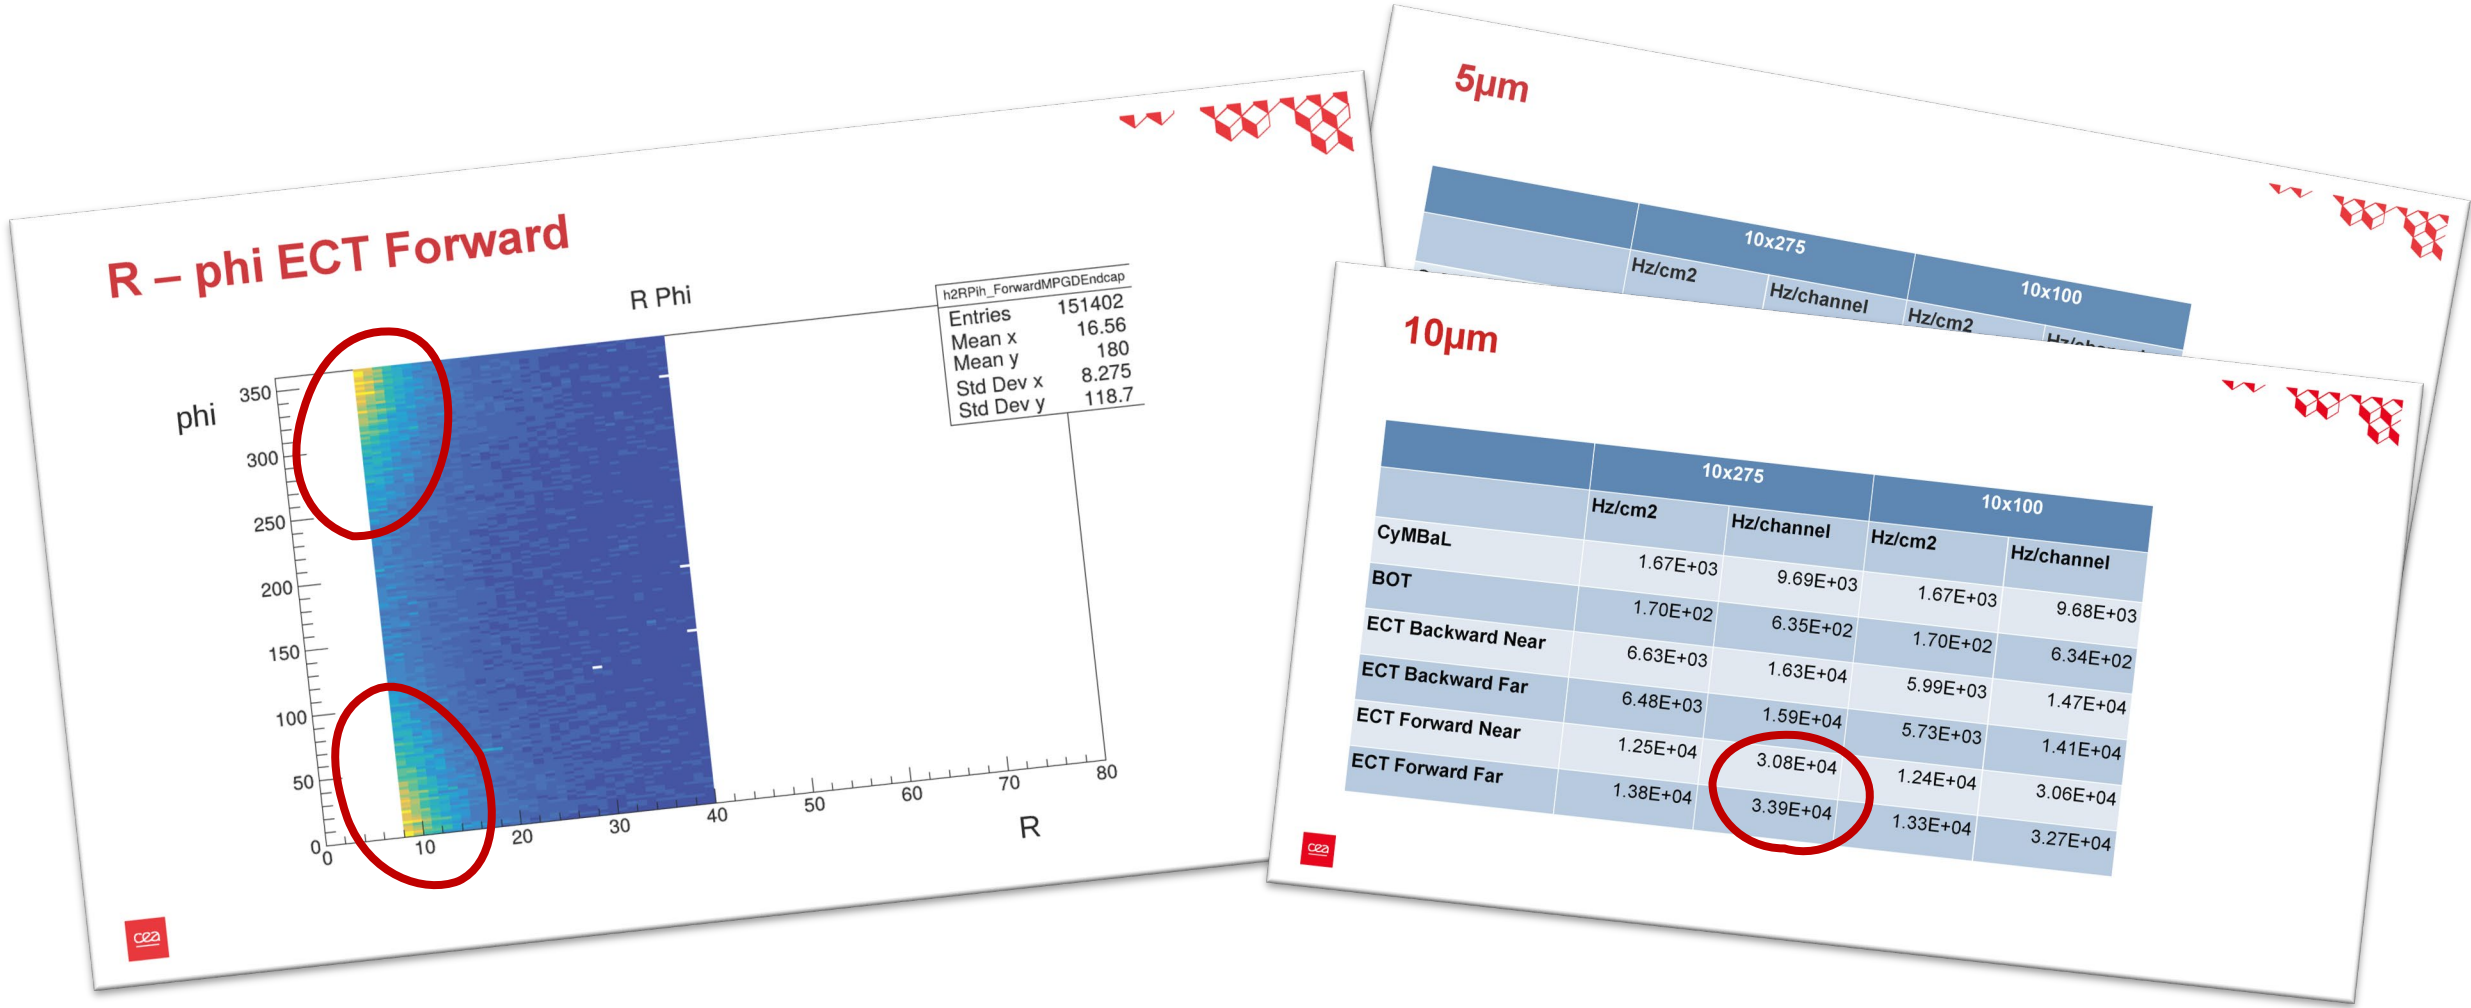 R – phi ECT Forward
R Phi
h2RPih_ForwardMPGDEndcap
Entries 151402
Mean x 16.56
Mean y 180
Std Dev x 8.275
Std Dev y 118.7
phi
350
300
250
200
150
100
50
0
0 10 20 30 40 50 60 70 80
R
cea
5µm
10x275 10x100
Hz/cm2 Hz/channel Hz/cm2
10µm
10x275 10x100
Hz/cm2 Hz/channel Hz/cm2 Hz/channel
CyMBaL 1.67E+03 9.69E+03 1.67E+03 9.68E+03
BOT 1.70E+02 6.35E+02 1.70E+02 6.34E+02
ECT Backward Near 6.63E+03 1.63E+04 5.99E+03 1.47E+04
ECT Backward Far 6.48E+03 1.59E+04 5.73E+03 1.41E+04
ECT Forward Near 1.25E+04 3.08E+04 1.24E+04 3.06E+04
ECT Forward Far 1.38E+04 3.39E+04 1.33E+04 3.27E+04
cea